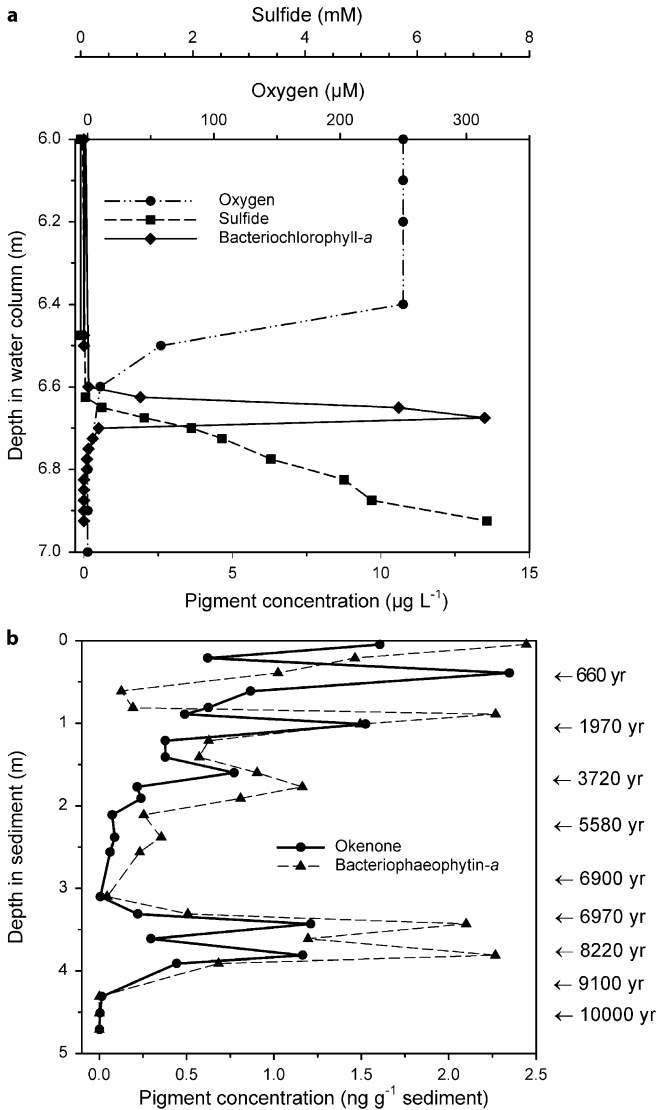 a
Sulfide (mM)
0 2 4 6 8
Oxygen (µM)
0 100 200 300
6.0
6.2
6.4
6.6
6.8
7.0
Depth in water column (m)
Oxygen
Sulfide
Bacteriochlorophyll-a
0 5 10 15
Pigment concentration (µg L⁻¹)
b
0
1
2
3
4
5
Depth in sediment (m)
Okenone
Bacteriophaeophytin-a
← 660 yr
← 1970 yr
← 3720 yr
← 5580 yr
← 6900 yr
← 6970 yr
← 8220 yr
← 9100 yr
← 10000 yr
0.0 0.5 1.0 1.5 2.0 2.5
Pigment concentration (ng g⁻¹ sediment)